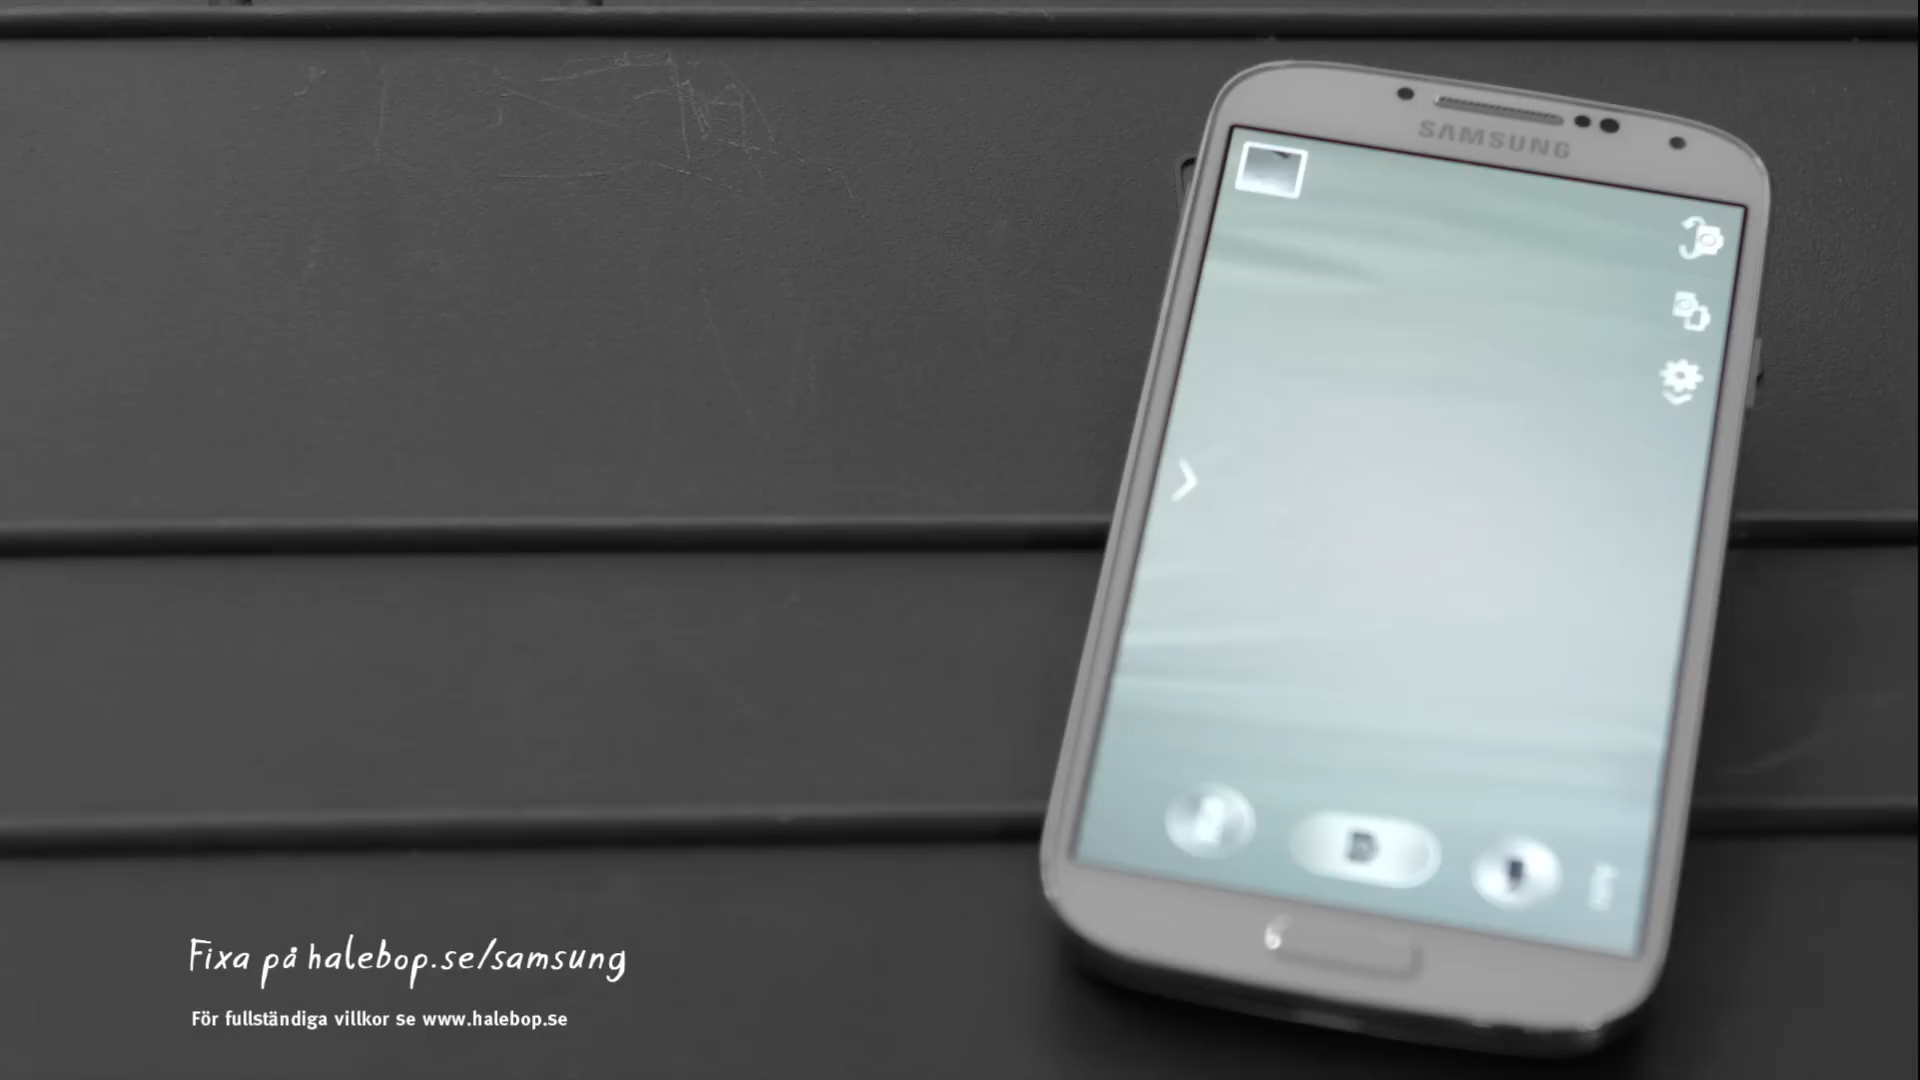 SAMSUNG
Fixa på halebop.se/samsung
För fullständiga villkor se www.halebop.se